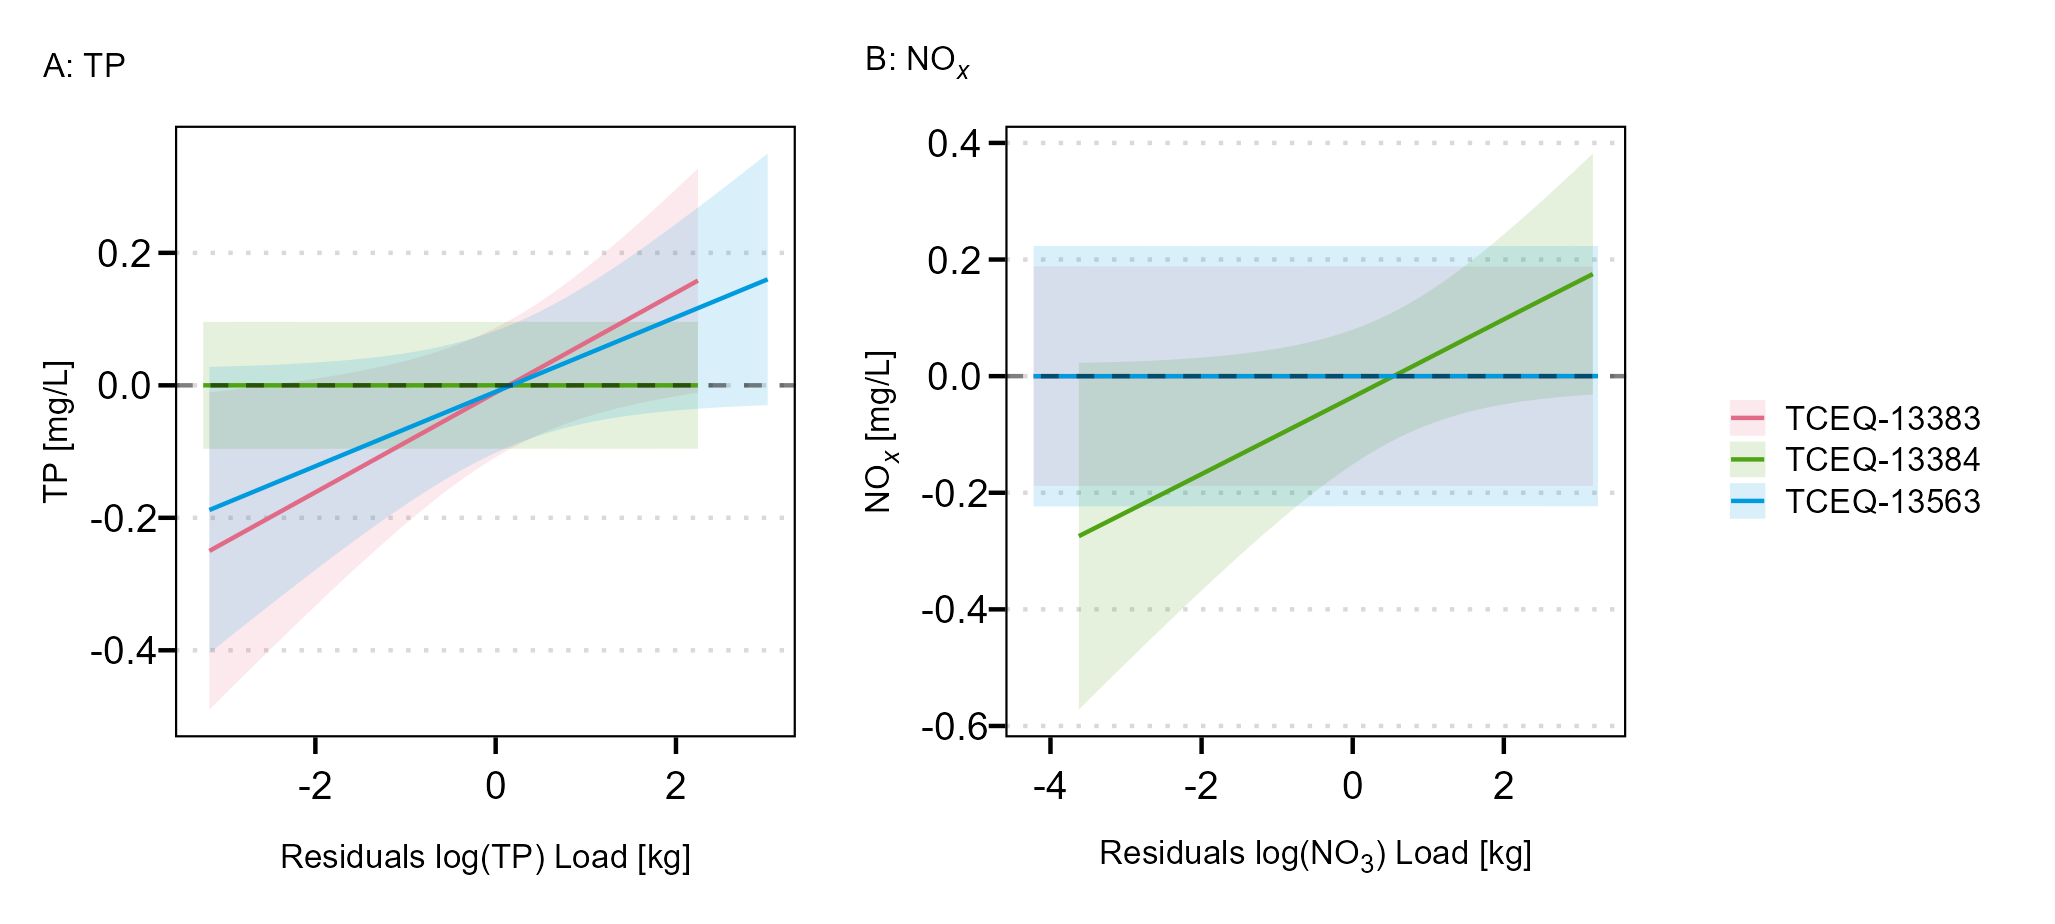 A: TP
B: NOx
0.2
0.0
-0.2
-0.4
TP [mg/L]
-2 0 2
Residuals log(TP) Load [kg]
0.4
0.2
0.0
-0.2
-0.4
-0.6
NOx [mg/L]
-4 -2 0 2
Residuals log(NO3) Load [kg]
TCEQ-13383
TCEQ-13384
TCEQ-13563